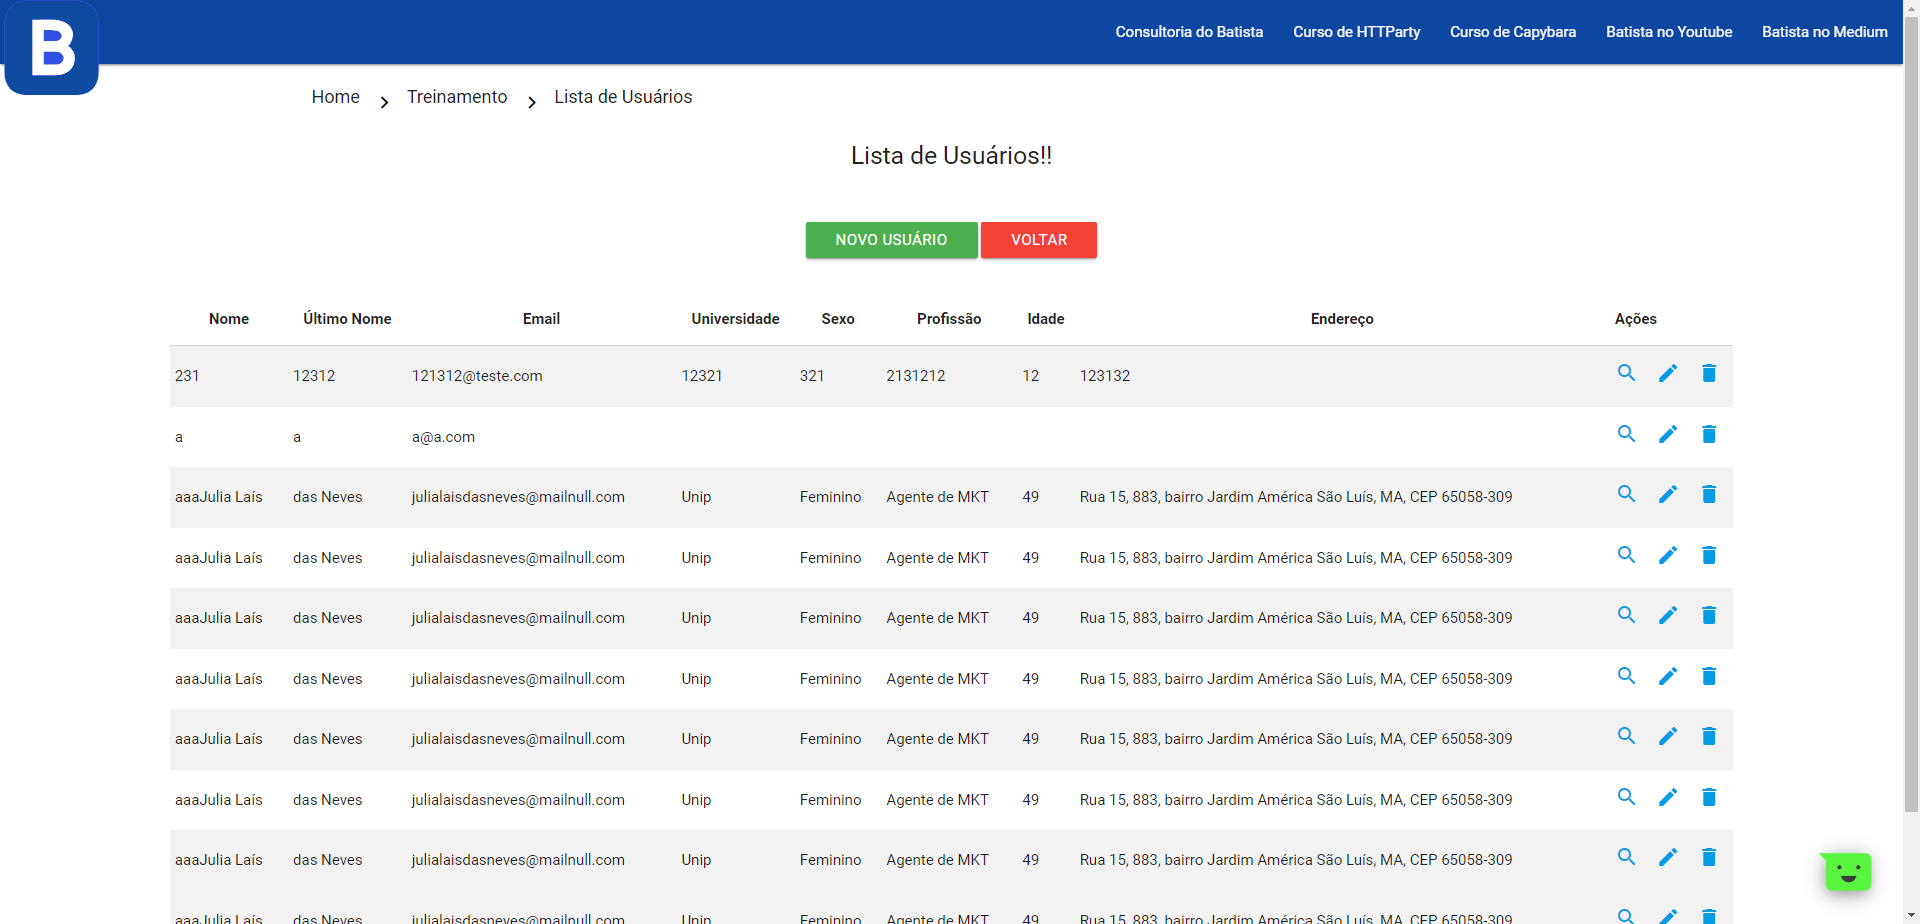 B
Consultoria do Batista Curso de HTTParty Curso de Capybara Batista no Youtube Batista no Medium
Home Treinamento Lista de Usuários
Lista de Usuários!!
NOVO USUÁRIO VOLTAR
Nome Último Nome Email Universidade Sexo Profissão Idade Endereço Ações
231 12312 121312@teste.com 12321 321 2131212 12 123132
a a a@a.com
aaaJulia Laís das Neves julialaisdasneves@mailnull.com Unip Feminino Agente de MKT 49 Rua 15, 883, bairro Jardim América São Luís, MA, CEP 65058-309
aaaJulia Laís das Neves julialaisdasneves@mailnull.com Unip Feminino Agente de MKT 49 Rua 15, 883, bairro Jardim América São Luís, MA, CEP 65058-309
aaaJulia Laís das Neves julialaisdasneves@mailnull.com Unip Feminino Agente de MKT 49 Rua 15, 883, bairro Jardim América São Luís, MA, CEP 65058-309
aaaJulia Laís das Neves julialaisdasneves@mailnull.com Unip Feminino Agente de MKT 49 Rua 15, 883, bairro Jardim América São Luís, MA, CEP 65058-309
aaaJulia Laís das Neves julialaisdasneves@mailnull.com Unip Feminino Agente de MKT 49 Rua 15, 883, bairro Jardim América São Luís, MA, CEP 65058-309
aaaJulia Laís das Neves julialaisdasneves@mailnull.com Unip Feminino Agente de MKT 49 Rua 15, 883, bairro Jardim América São Luís, MA, CEP 65058-309
aaaJulia Laís das Neves julialaisdasneves@mailnull.com Unip Feminino Agente de MKT 49 Rua 15, 883, bairro Jardim América São Luís, MA, CEP 65058-309
aaaJulia Laís das Neves julialaisdasneves@mailnull.com Unip Feminino Agente de MKT 49 Rua 15, 883, bairro Jardim América São Luís, MA, CEP 65058-309